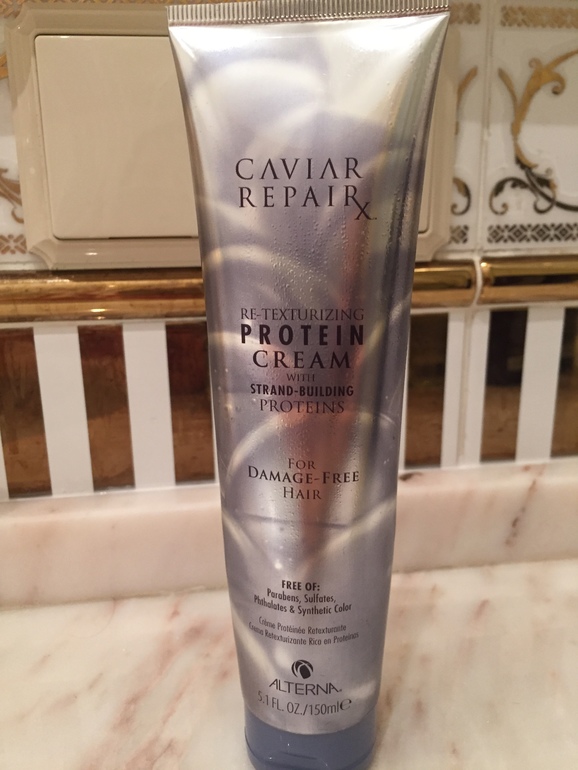 CAVIAR
REPAIRX
RE-TEXTURIZING
PROTEIN
CREAM
WITH
STRAND-BUILDING
PROTEINS
FOR
DAMAGE-FREE
HAIR
FREE OF:
Parabens, Sulfates,
Phthalates & Synthetic Color
Crème Protéinée Retexturante
Crema Retexturizante Rica en Proteínas
ALTERNA
5.1 FL. OZ./150ml℮